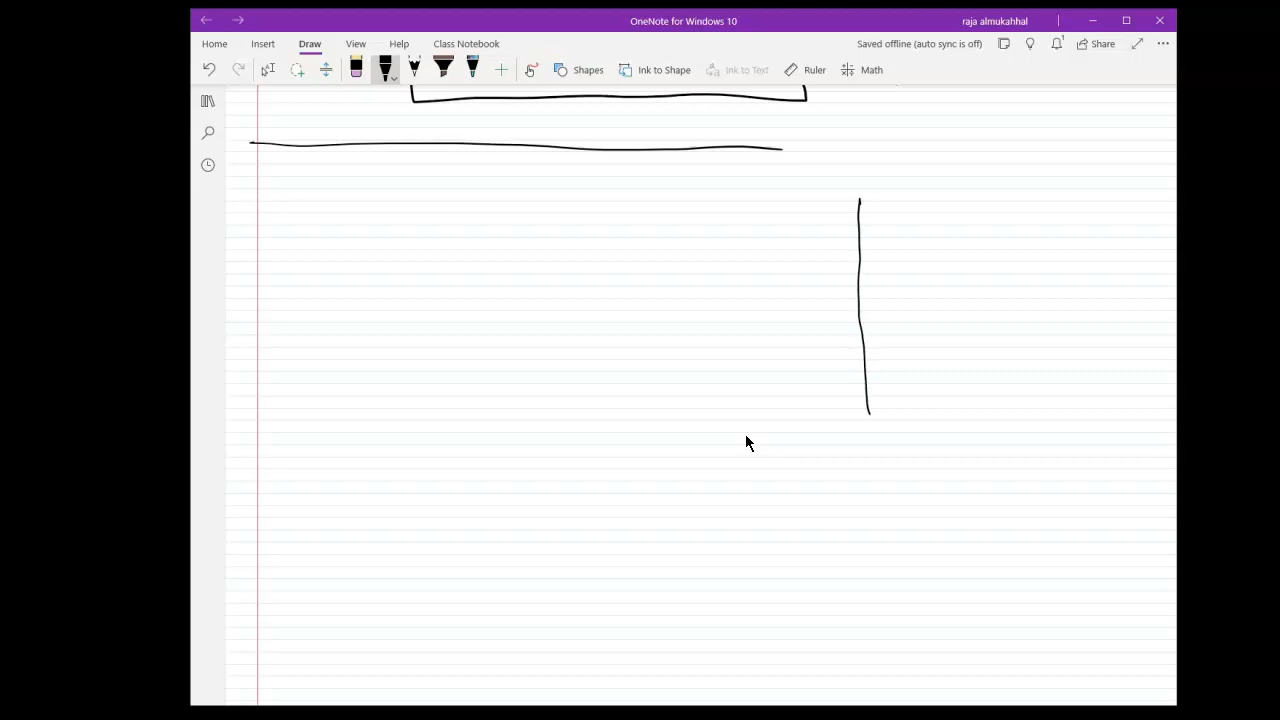 OneNote for Windows 10
raja almukahhal
Home Insert Draw View Help Class Notebook
Saved offline (auto sync is off)
1
Share
Shapes
Ink to Shape
Ink to Text
Ruler
Math